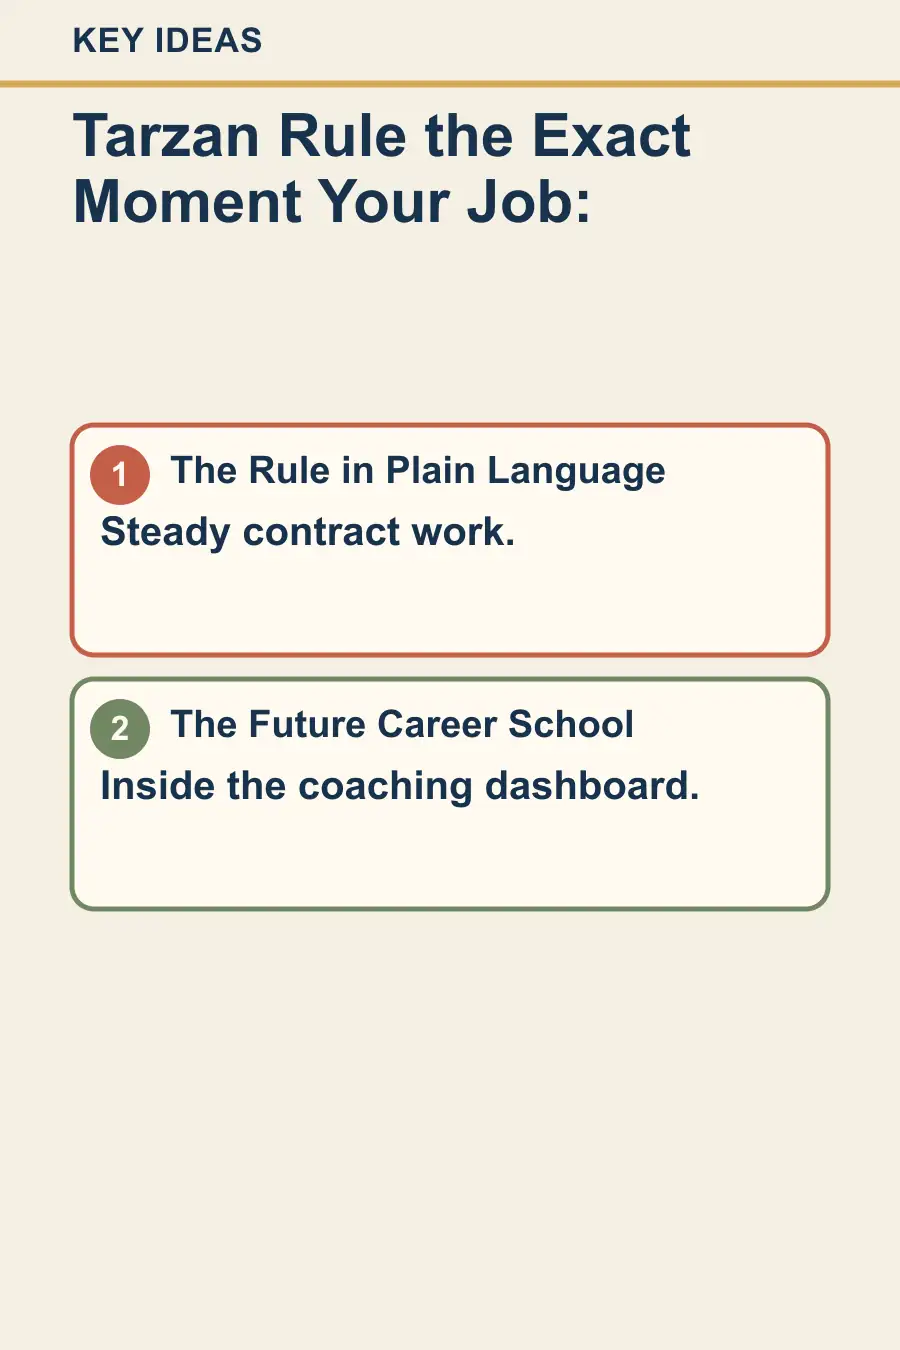 KEY IDEAS
Tarzan Rule the Exact
Moment Your Job:
1 The Rule in Plain Language
Steady contract work.
2 The Future Career School
Inside the coaching dashboard.